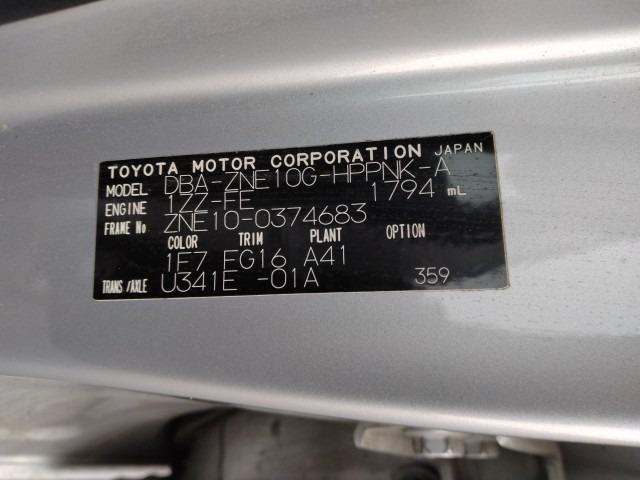 TOYOTA MOTOR CORPORATION JAPAN
MODEL DBA-ZNE10G-HPPNK-A
ENGINE 1ZZ-FE 1794 mL
FRAME No ZNE10-0374683
COLOR TRIM PLANT OPTION
1F7 FG16 A41
TRANS/AXLE U341E -01A 359